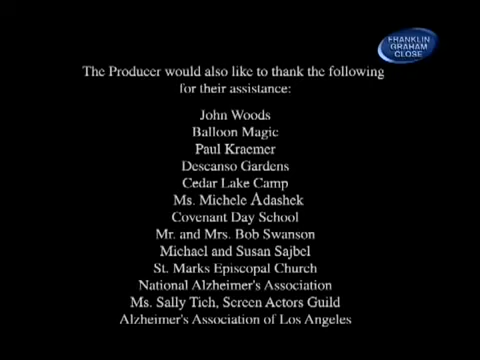 FRANKLIN
GRAHAM
CLOSE
The Producer would also like to thank the following
for their assistance:
John Woods
Balloon Magic
Paul Kraemer
Descanso Gardens
Cedar Lake Camp
Ms. Michele Adashek
Covenant Day School
Mr. and Mrs. Bob Swanson
Michael and Susan Sajbel
St. Marks Episcopal Church
National Alzheimer's Association
Ms. Sally Tich, Screen Actors Guild
Alzheimer's Association of Los Angeles